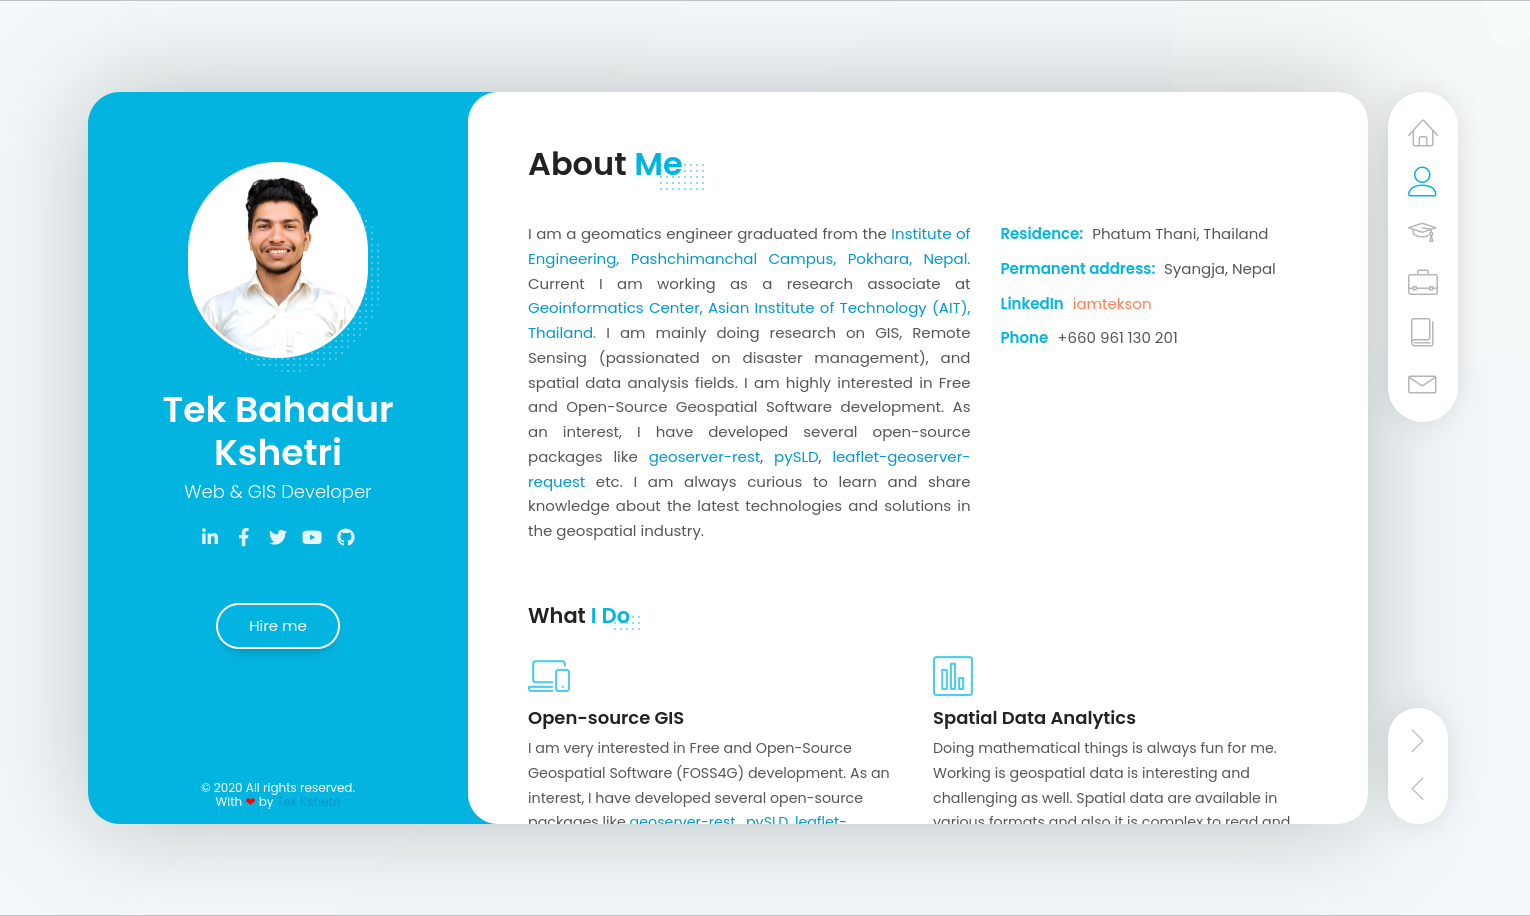 Tek Bahadur
Kshetri
Web & GIS Developer
Hire me
© 2020 All rights reserved.
With ❤ by Tek Kshetri
About Me
I am a geomatics engineer graduated from the Institute of
Engineering, Pashchimanchal Campus, Pokhara, Nepal.
Current I am working as a research associate at
Geoinformatics Center, Asian Institute of Technology (AIT),
Thailand. I am mainly doing research on GIS, Remote
Sensing (passionated on disaster management), and
spatial data analysis fields. I am highly interested in Free
and Open-Source Geospatial Software development. As
an interest, I have developed several open-source
packages like geoserver-rest, pySLD, leaflet-geoserver-
request etc. I am always curious to learn and share
knowledge about the latest technologies and solutions in
the geospatial industry.
Residence: Phatum Thani, Thailand
Permanent address: Syangja, Nepal
LinkedIn iamtekson
Phone +660 961 130 201
What I Do
Open-source GIS
I am very interested in Free and Open-Source
Geospatial Software (FOSS4G) development. As an
interest, I have developed several open-source
packages like geoserver-rest, pySLD, leaflet-
Spatial Data Analytics
Doing mathematical things is always fun for me.
Working is geospatial data is interesting and
challenging as well. Spatial data are available in
various formats and also it is complex to read and